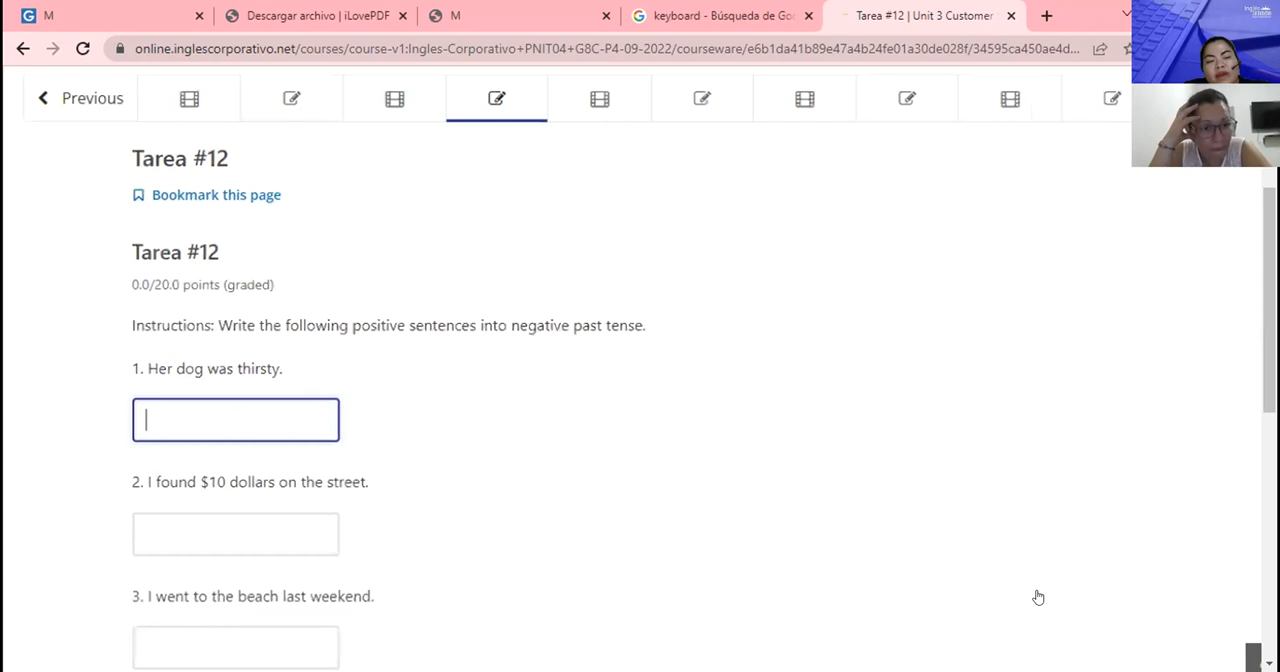 M
Descargar archivo | iLovePDF
M
keyboard - Búsqueda de Go
Tarea #12 | Unit 3 Customer
online.inglescorporativo.net/courses/course-v1:Ingles-Corporativo+PNIT04+G8C-P4-09-2022/courseware/e6b1da41b89e47a4b24fe01a30de028f/34595ca450ae4d...
Previous
Tarea #12
Bookmark this page
Tarea #12
0.0/20.0 points (graded)
Instructions: Write the following positive sentences into negative past tense.
1. Her dog was thirsty.
2. I found $10 dollars on the street.
3. I went to the beach last weekend.